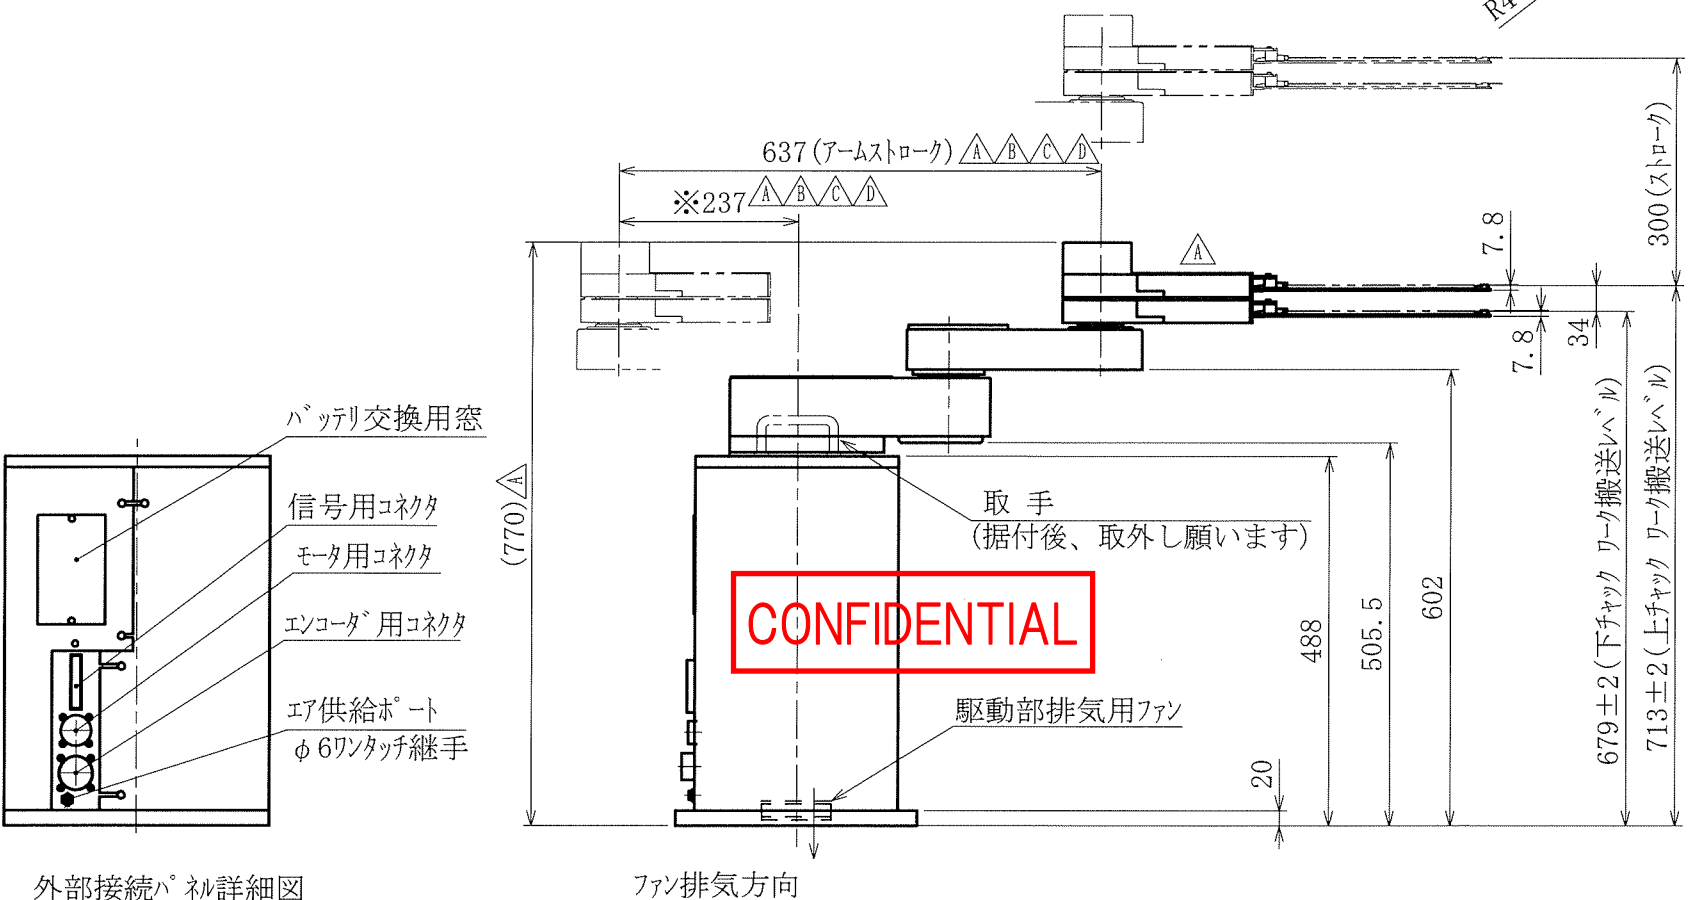 R4
637(アームストローク) A B C D
※237 A B C D
A
7.8
300(ストローク)
34
7.8
バッテリ交換用窓
信号用コネクタ
モータ用コネクタ
エンコーダ用コネクタ
エア供給ポート
φ6ワンタッチ継手
(770) A
取手
(据付後、取外し願います)
CONFIDENTIAL
駆動部排気用ファン
20
488
505.5
602
679±2(下チャック ワーク搬送レベル)
713±2(上チャック ワーク搬送レベル)
外部接続パネル詳細図
ファン排気方向